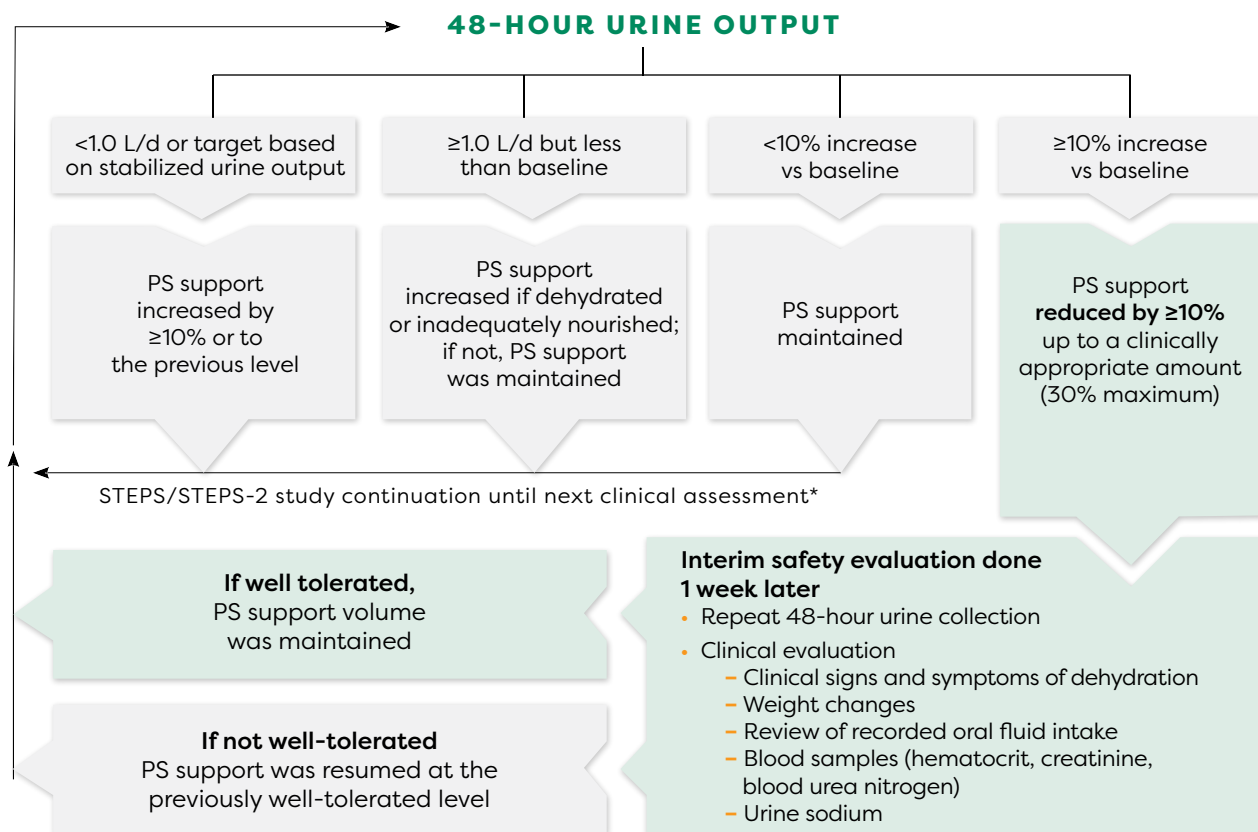 48-HOUR URINE OUTPUT
<1.0 L/d or target based
on stabilized urine output
≥1.0 L/d but less
than baseline
<10% increase
vs baseline
≥10% increase
vs baseline
PS support
increased by
≥10% or to
the previous level
PS support
increased if dehydrated
or inadequately nourished;
if not, PS support
was maintained
PS support
maintained
PS support
reduced by ≥10%
up to a clinically
appropriate amount
(30% maximum)
STEPS/STEPS-2 study continuation until next clinical assessment*
Interim safety evaluation done
1 week later
• Repeat 48-hour urine collection
• Clinical evaluation
– Clinical signs and symptoms of dehydration
– Weight changes
– Review of recorded oral fluid intake
– Blood samples (hematocrit, creatinine,
blood urea nitrogen)
– Urine sodium
If well tolerated,
PS support volume
was maintained
If not well-tolerated
PS support was resumed at the
previously well-tolerated level